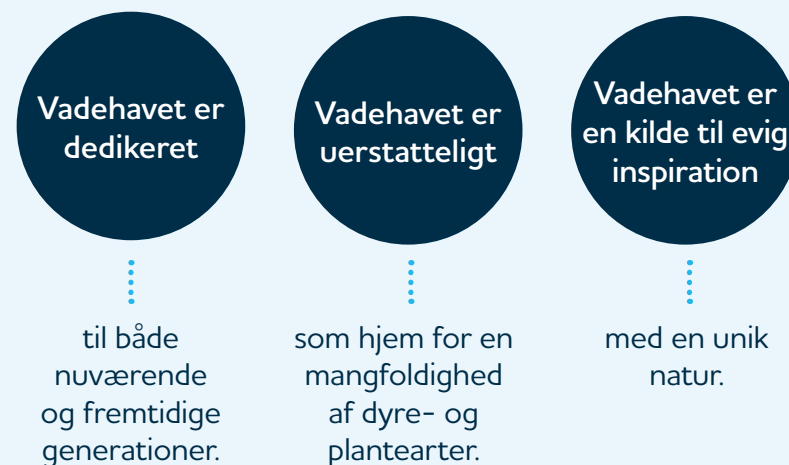 Vadehavet er
dedikeret
til både
nuværende
og fremtidige
generationer.
Vadehavet er
uerstatteligt
som hjem for en
mangfoldighed
af dyre- og
plantearter.
Vadehavet er
en kilde til evig
inspiration
med en unik
natur.